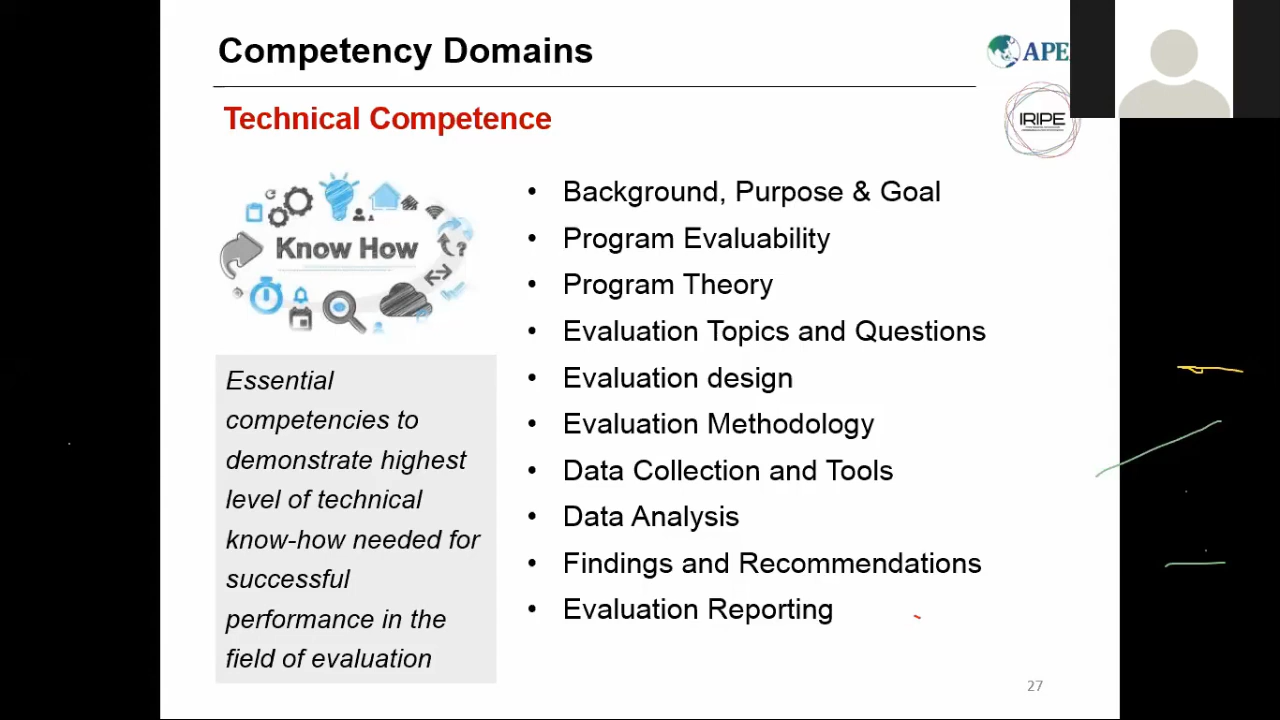 Competency Domains
APE
Technical Competence
IRIPE
Know How
• Background, Purpose & Goal
• Program Evaluability
• Program Theory
• Evaluation Topics and Questions
• Evaluation design
• Evaluation Methodology
• Data Collection and Tools
• Data Analysis
• Findings and Recommendations
• Evaluation Reporting
Essential
competencies to
demonstrate highest
level of technical
know-how needed for
successful
performance in the
field of evaluation
27